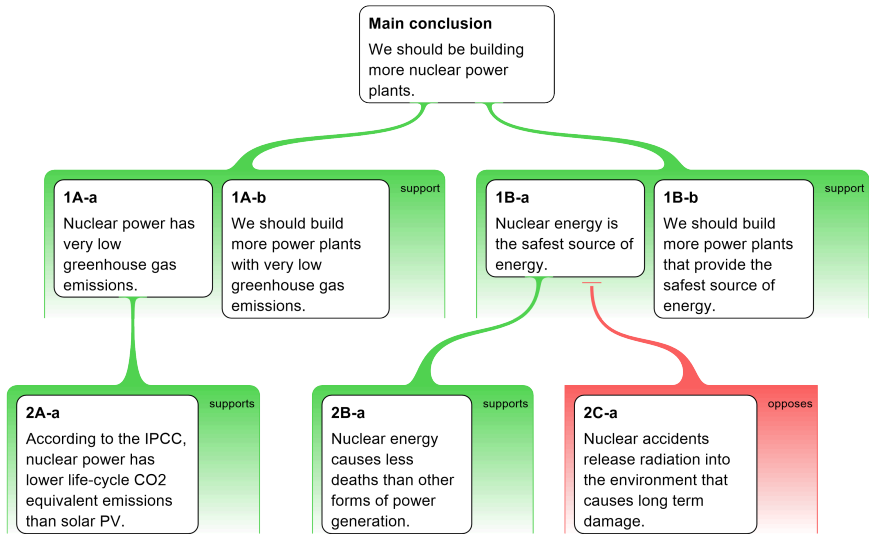 Main conclusion
We should be building
more nuclear power
plants.
support
1A-a
Nuclear power has
very low
greenhouse gas
emissions.
1A-b
We should build
more power plants
with very low
greenhouse gas
emissions.
support
1B-a
Nuclear energy is
the safest source of
energy.
1B-b
We should build
more power plants
that provide the
safest source of
energy.
supports
2A-a
According to the IPCC,
nuclear power has
lower life-cycle CO2
equivalent emissions
than solar PV.
supports
2B-a
Nuclear energy
causes less
deaths than other
forms of power
generation.
opposes
2C-a
Nuclear accidents
release radiation into
the environment that
causes long term
damage.